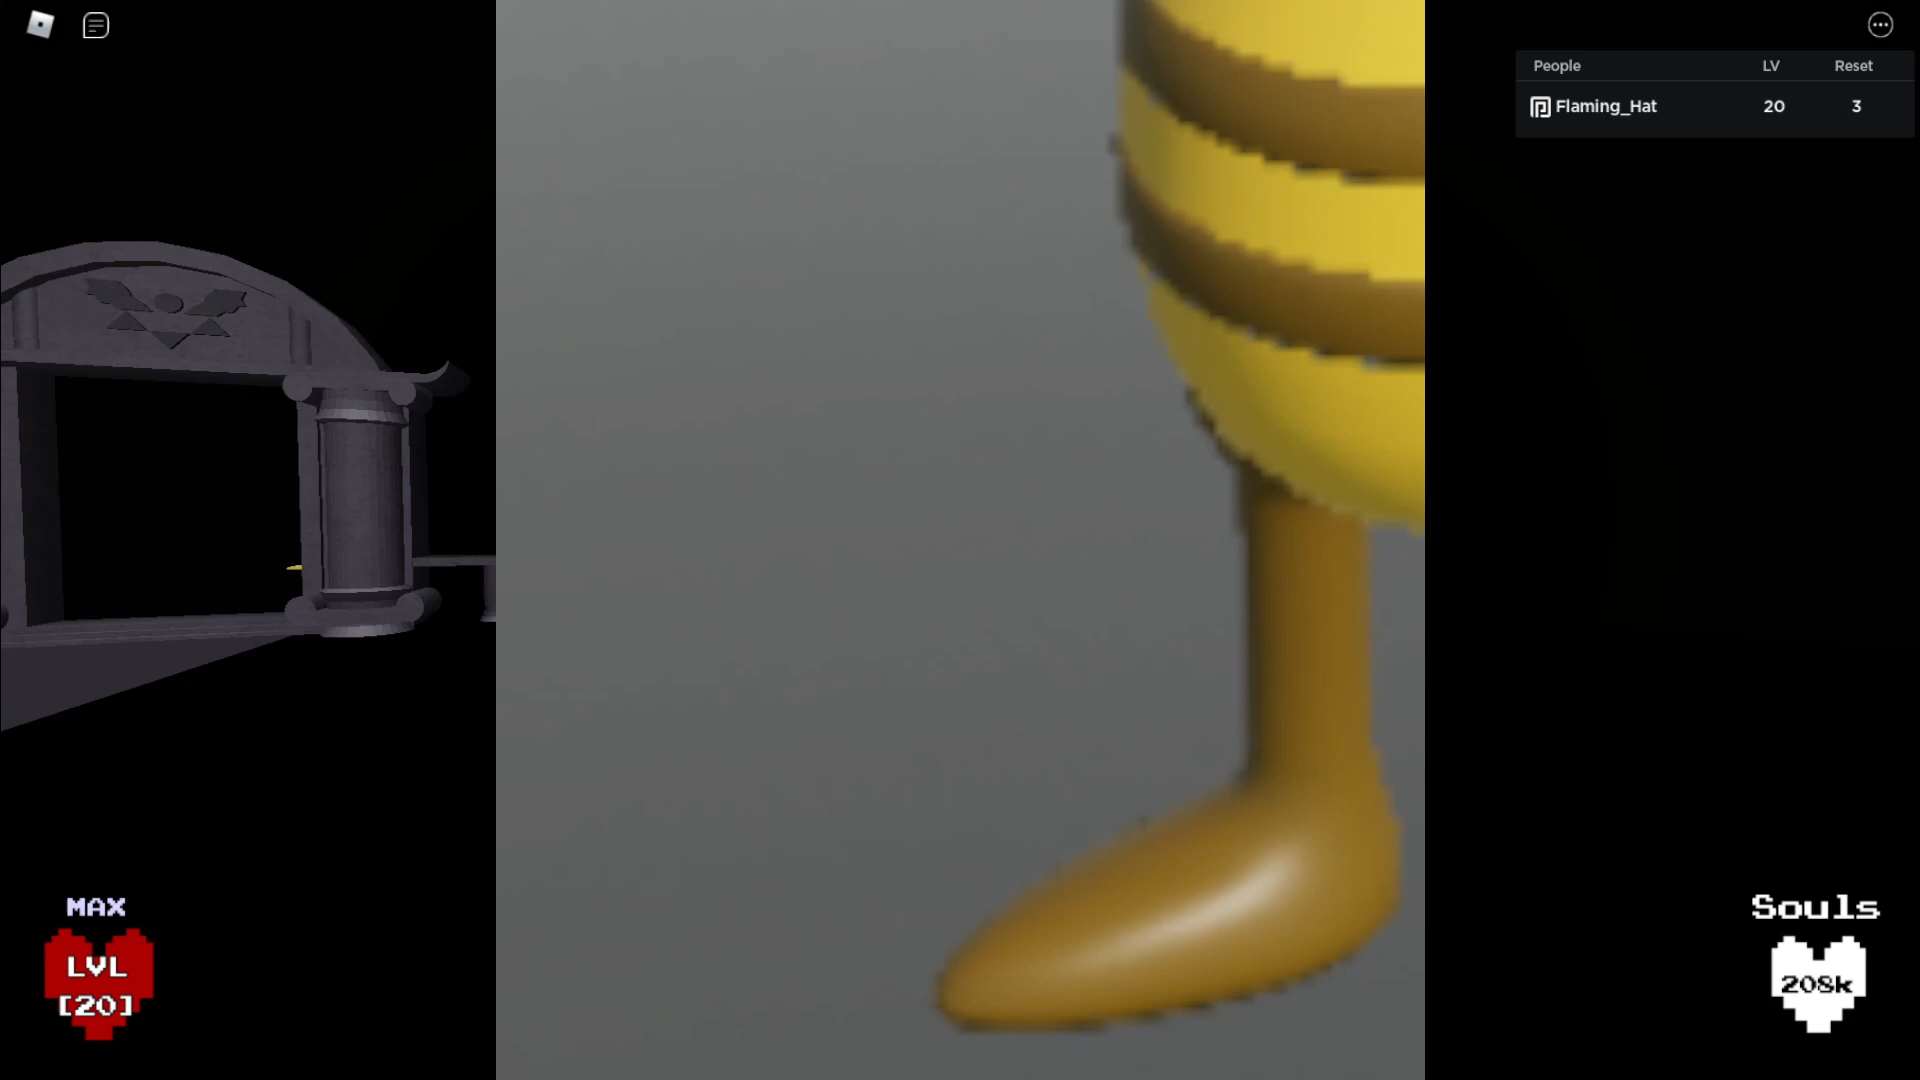 People LV Reset
Flaming_Hat 20 3
MAX
LVL
[20]
Souls
208k